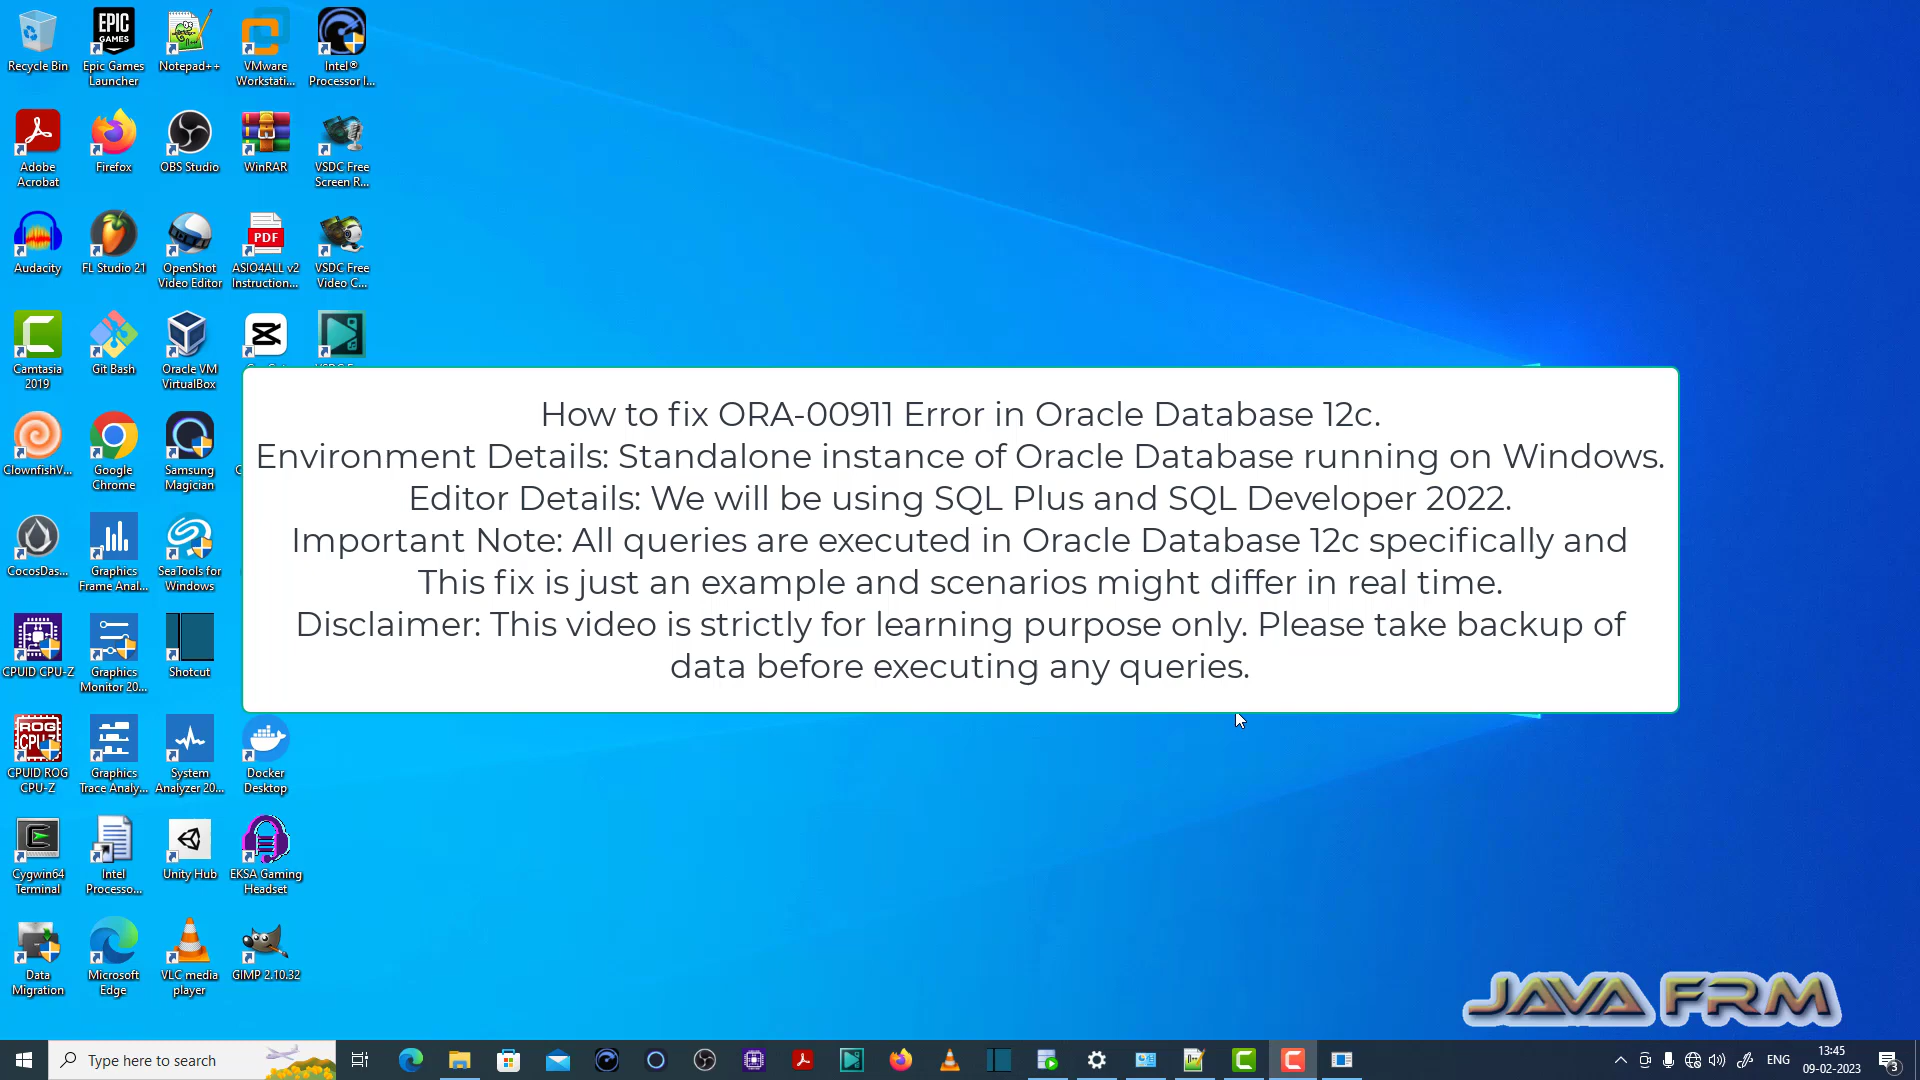 Recycle Bin
Epic Games
Launcher
Notepad++
VMware
Workstati...
Intel®
Processor I...
Adobe
Acrobat
Firefox
OBS Studio
WinRAR
VSDC Free
Screen R...
Audacity
FL Studio 21
OpenShot
Video Editor
ASIO4ALL v2
Instruction...
VSDC Free
Video C...
Camtasia
2019
Git Bash
Oracle VM
VirtualBox
ClownfishV...
Google
Chrome
Samsung
Magician
CocosDas...
Graphics
Frame Anal...
SeaTools for
Windows
CPUID CPU-Z
Graphics
Monitor 20...
Shotcut
CPUID ROG
CPU-Z
Graphics
Trace Analy...
System
Analyzer 20...
Docker
Desktop
Cygwin64
Terminal
Intel
Processo...
Unity Hub
EKSA Gaming
Headset
Data
Migration
Microsoft
Edge
VLC media
player
GIMP 2.10.32
How to fix ORA-00911 Error in Oracle Database 12c.
Environment Details: Standalone instance of Oracle Database running on Windows.
Editor Details: We will be using SQL Plus and SQL Developer 2022.
Important Note: All queries are executed in Oracle Database 12c specifically and
This fix is just an example and scenarios might differ in real time.
Disclaimer: This video is strictly for learning purpose only. Please take backup of
data before executing any queries.
JAVA FRM
Type here to search
ENG
13:45
09-02-2023
3